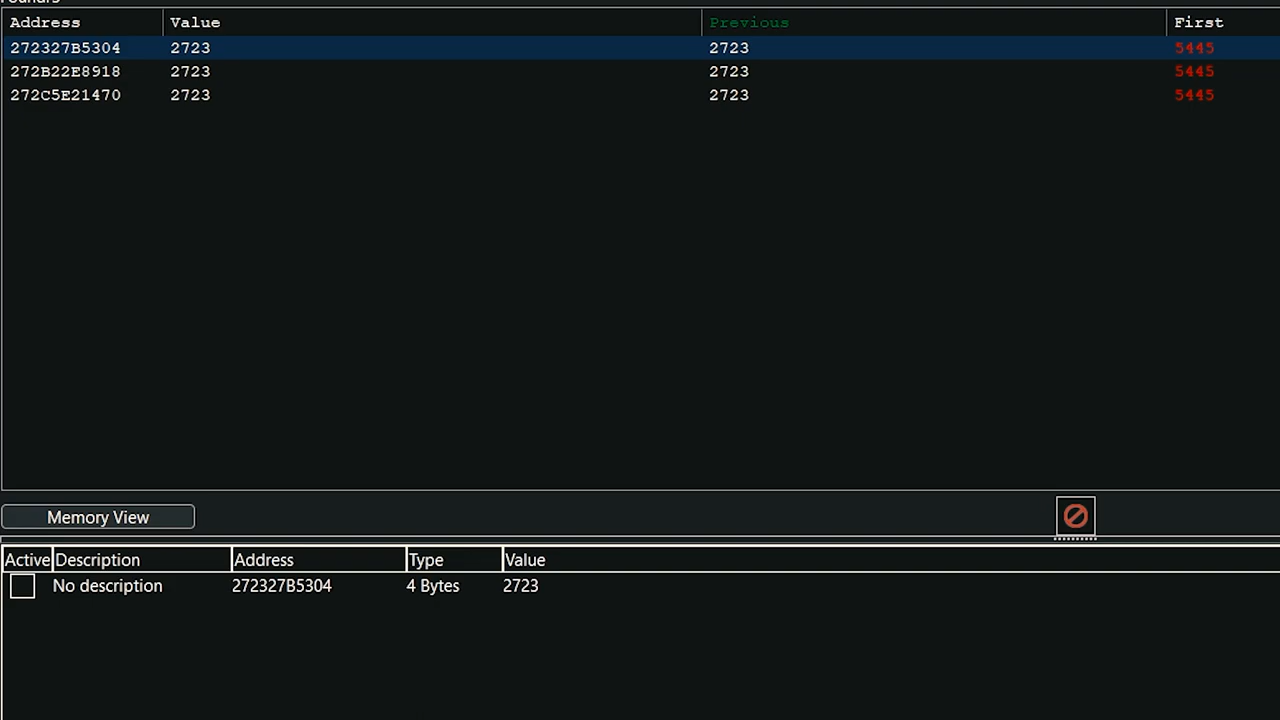 Address Value Previous First
272327B5304 2723 2723 5445
272B22E8918 2723 2723 5445
272C5E21470 2723 2723 5445
Memory View
Active Description Address Type Value
No description 272327B5304 4 Bytes 2723